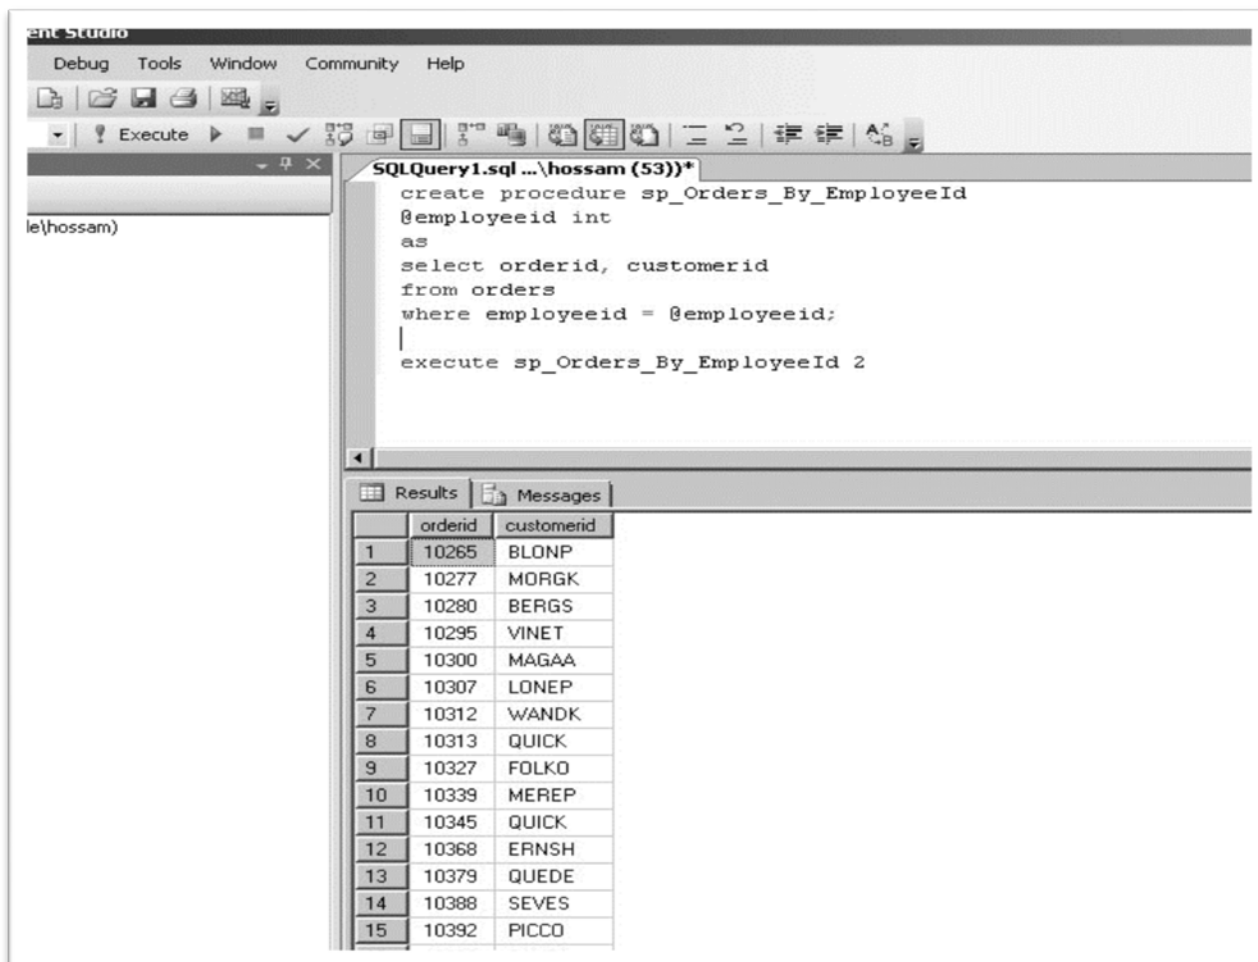 ent Studio
Debug Tools Window Community Help
Execute
SQLQuery1.sql ...\hossam (53))*
le\hossam)
create procedure sp_Orders_By_EmployeeId
@employeeid int
as
select orderid, customerid
from orders
where employeeid = @employeeid;
execute sp_Orders_By_EmployeeId 2
Results Messages
orderid customerid
1 10265 BLONP
2 10277 MORGK
3 10280 BERGS
4 10295 VINET
5 10300 MAGAA
6 10307 LONEP
7 10312 WANDK
8 10313 QUICK
9 10327 FOLKO
10 10339 MEREP
11 10345 QUICK
12 10368 ERNSH
13 10379 QUEDE
14 10388 SEVES
15 10392 PICCO